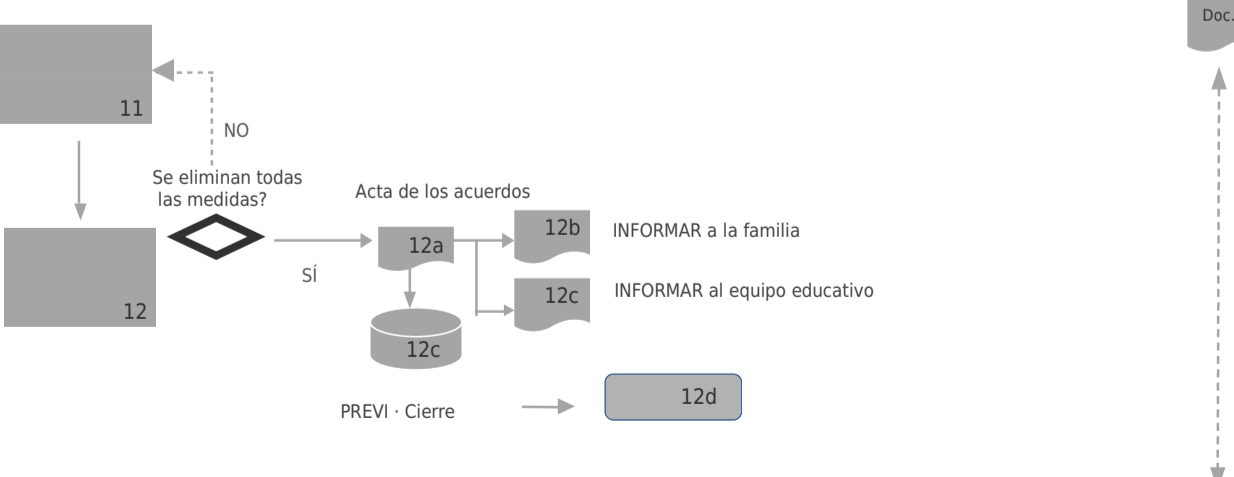 Doc.
11
NO
Se eliminan todas
las medidas?
Acta de los acuerdos
12b
INFORMAR a la familia
12a
SÍ
12c
INFORMAR al equipo educativo
12
12c
12d
PREVI · Cierre